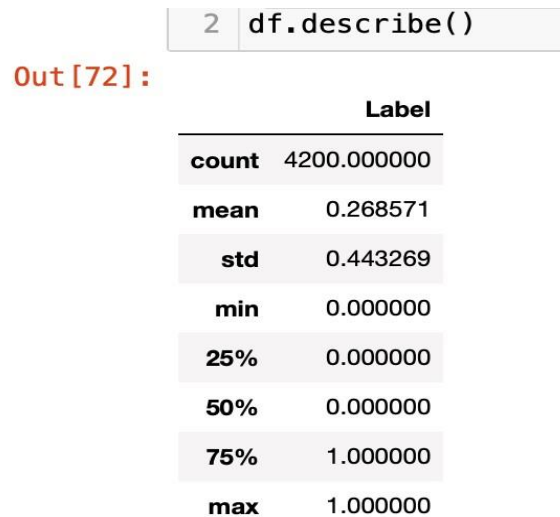 2 df.describe()
Out[72]:
Label
count 4200.000000
mean 0.268571
std 0.443269
min 0.000000
25% 0.000000
50% 0.000000
75% 1.000000
max 1.000000